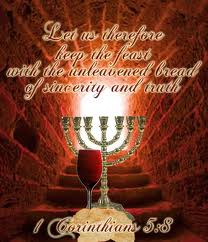 Let us therefore
keep the feast
with the unleavened bread
of sincerity and truth
1 Corinthians 5:8